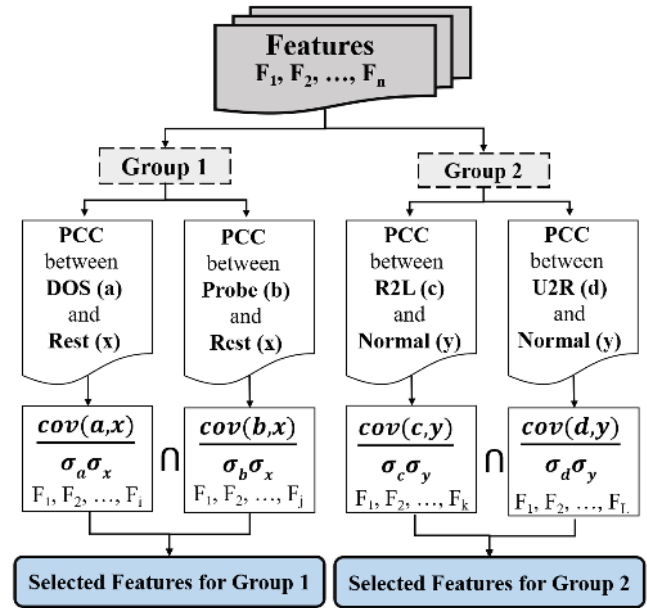 Features
F1, F2, ..., Fn
Group 1
Group 2
PCC
between
DOS (a)
and
Rest (x)
PCC
between
Probe (b)
and
Rest (x)
PCC
between
R2L (c)
and
Normal (y)
PCC
between
U2R (d)
and
Normal (y)
cov(a,x)
σaσx
F1, F2, ..., Fi
∩
cov(b,x)
σbσx
F1, F2, ..., Fj
cov(c,y)
σcσy
F1, F2, ..., Fk
∩
cov(d,y)
σdσy
F1, F2, ..., FL
Selected Features for Group 1
Selected Features for Group 2